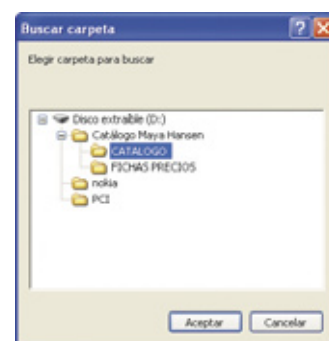 Buscar carpeta
Elegir carpeta para buscar
Disco extraíble (D:)
Catálogo Maya Hansen
CATALOGO
FICHAS PRECIOS
nokia
PCI
Aceptar
Cancelar